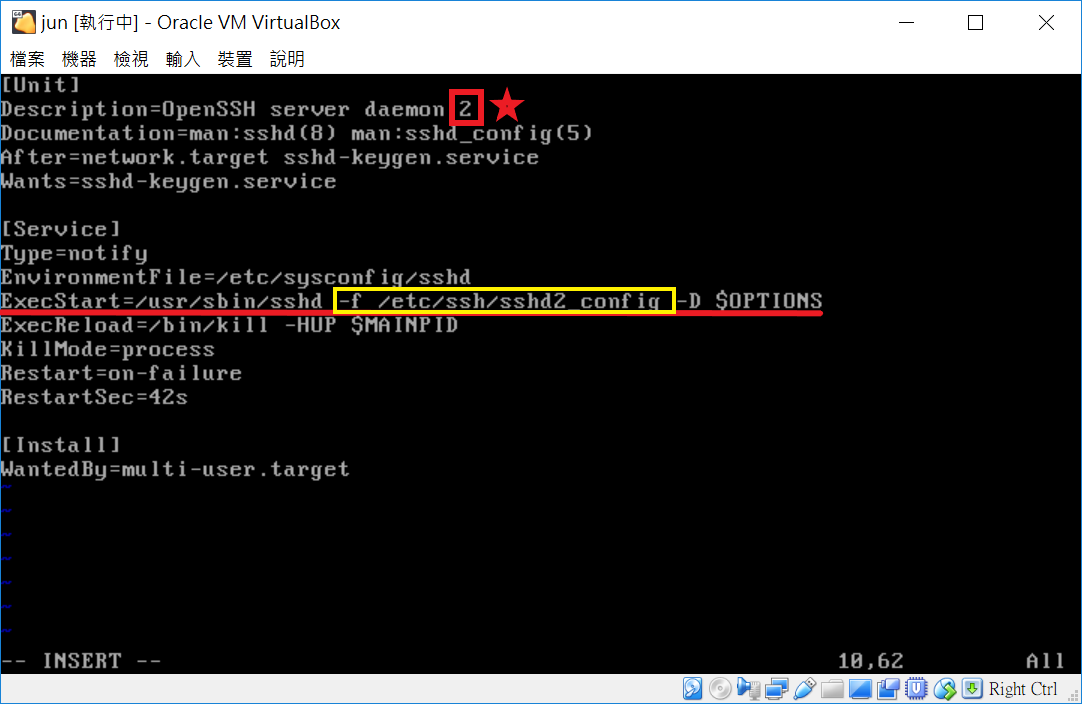 jun [執行中] - Oracle VM VirtualBox
檔案 機器 檢視 輸入 裝置 說明
[Unit]
Description=OpenSSH server daemon 2
Documentation=man:sshd(8) man:sshd_config(5)
After=network.target sshd-keygen.service
Wants=sshd-keygen.service
[Service]
Type=notify
EnvironmentFile=/etc/sysconfig/sshd
ExecStart=/usr/sbin/sshd -f /etc/ssh/sshd2_config -D $OPTIONS
ExecReload=/bin/kill -HUP $MAINPID
KillMode=process
Restart=on-failure
RestartSec=42s
[Install]
WantedBy=multi-user.target
~
~
~
~
~
~
~
-- INSERT -- 10,62 All
Right Ctrl